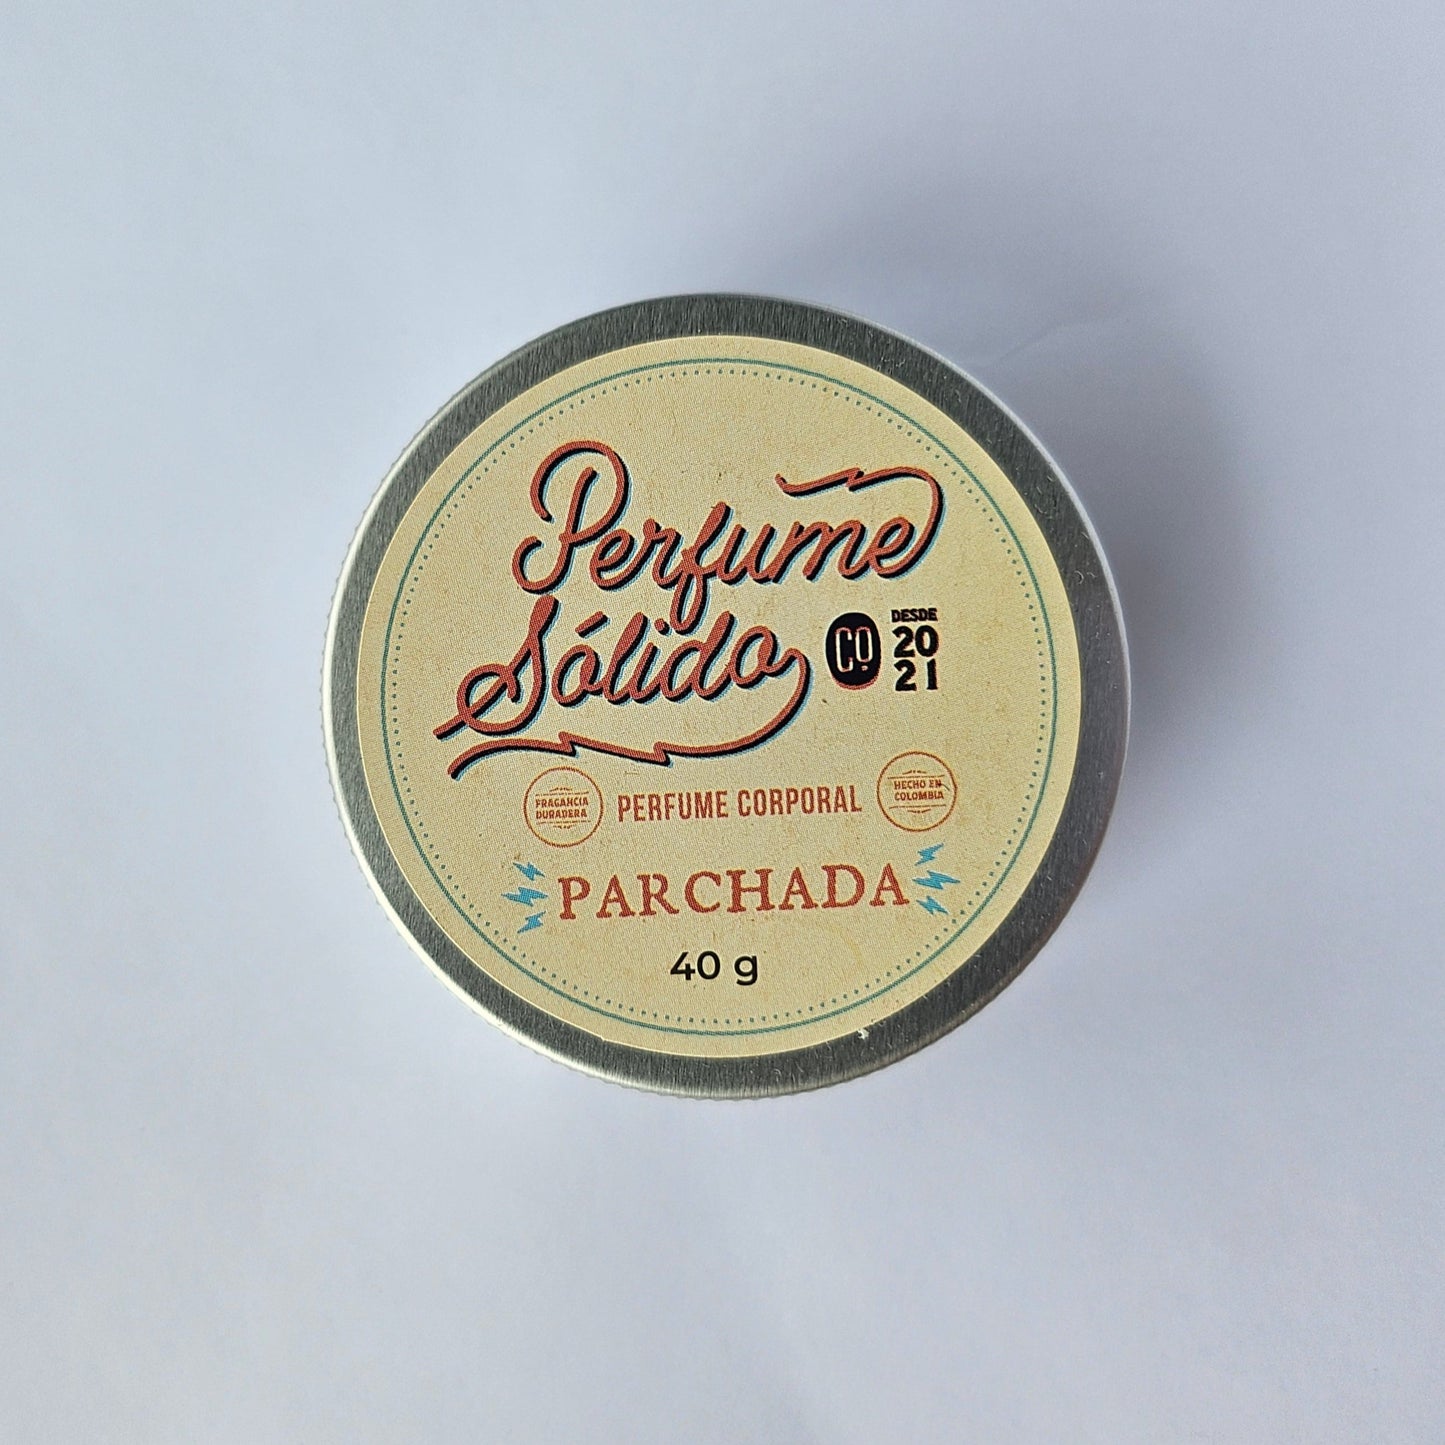 Perfume
Sólido
CO
DESDE
20
21
FRAGANCIA
DURADERA
PERFUME CORPORAL
HECHO EN
COLOMBIA
PARCHADA
40 g